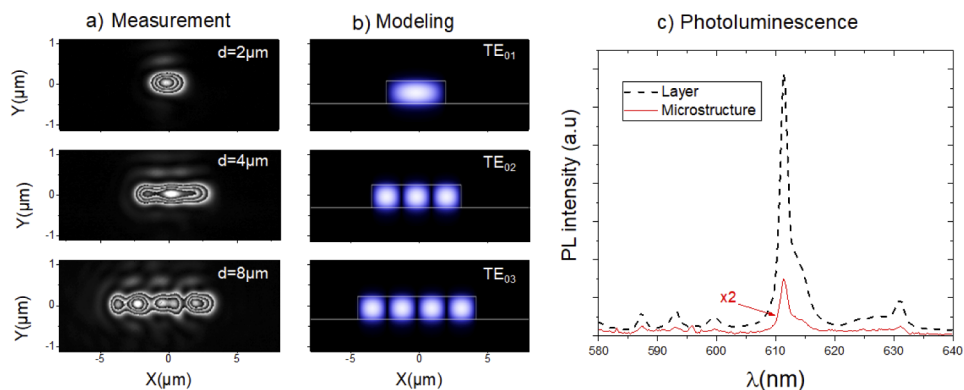 a) Measurement
b) Modeling
c) Photoluminescence
1
0
-1
Y(µm)
d=2µm
1
0
-1
Y(µm)
d=4µm
1
0
-1
Y(µm)
d=8µm
-5
0
5
X(µm)
TE01
TE02
TE03
-5
0
5
X(µm)
PL intensity (a.u)
Layer
Microstructure
x2
580
590
600
610
620
630
640
λ(nm)